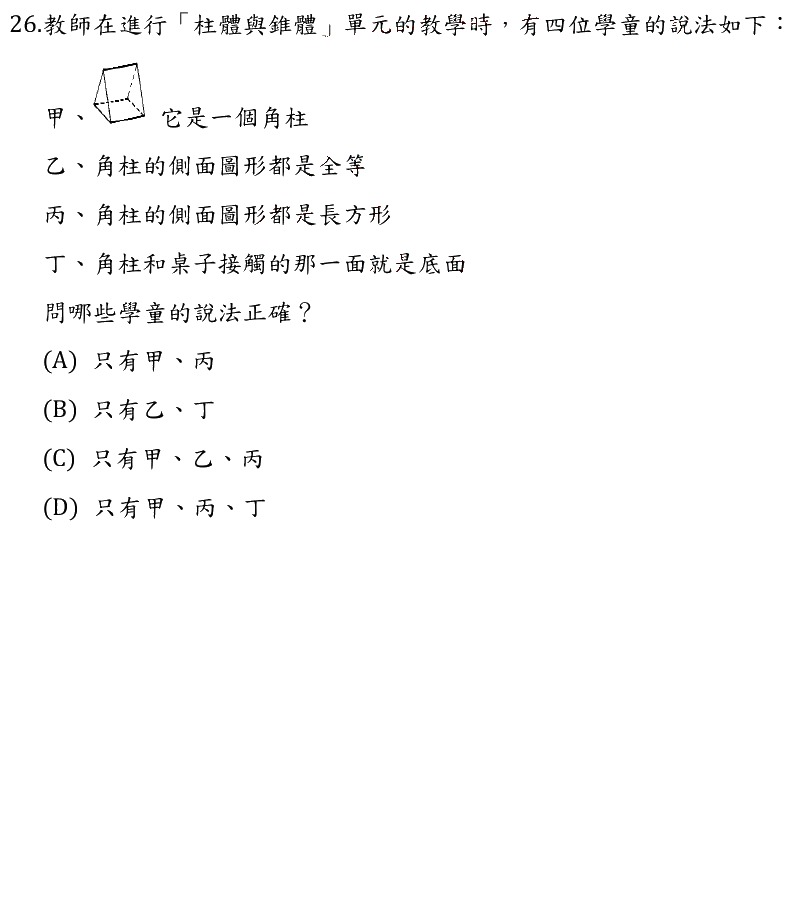 26.教師在進行「柱體與錐體」單元的教學時，有四位學童的說法如下：
甲、 它是一個角柱
乙、角柱的側面圖形都是全等
丙、角柱的側面圖形都是長方形
丁、角柱和桌子接觸的那一面就是底面
問哪些學童的說法正確？
(A) 只有甲、丙
(B) 只有乙、丁
(C) 只有甲、乙、丙
(D) 只有甲、丙、丁